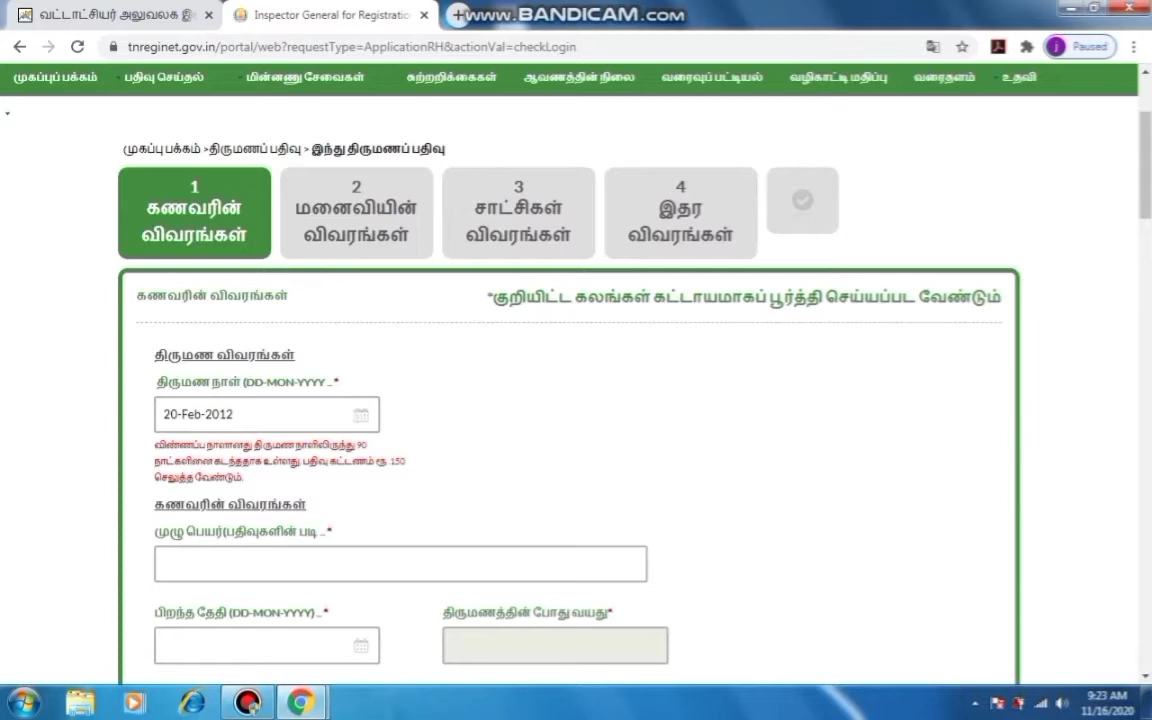 வட்டாட்சியர் அலுவலக இ
Inspector General for Registratio
www.BANDICAM.com
tnreginet.gov.in/portal/web?requestType=ApplicationRH&actionVal=checkLogin
j Paused
முகப்புப்பக்கம் பதிவு செய்தல் மின்னணு சேவைகள் சுற்றறிக்கைகள் ஆவணத்தின் நிலை வரைவுப் பட்டியல் வழிகாட்டி மதிப்பு வரைதளம் உதவி
முகப்பு பக்கம் >திருமணப் பதிவு > இந்து திருமணப் பதிவு
1 கணவரின் விவரங்கள்
2 மனைவியின் விவரங்கள்
3 சாட்சிகள் விவரங்கள்
4 இதர விவரங்கள்
கணவரின் விவரங்கள்
*குறியிட்ட கலங்கள் கட்டாயமாகப் பூர்த்தி செய்யப்பட வேண்டும்
திருமண விவரங்கள்
திருமண நாள் (DD-MON-YYYY ...*
20-Feb-2012
விண்ணப்ப நாளானது திருமண நாளிலிருந்து 90
நாட்களினை கடந்ததாக உள்ளது. பதிவு கட்டணம் ரூ. 150
செலுத்த வேண்டும்.
கணவரின் விவரங்கள்
முழு பெயர்(பதிவுகளின் படி ...*
பிறந்த தேதி (DD-MON-YYYY) ...*
திருமணத்தின் போது வயது*
9:23 AM
11/16/2020